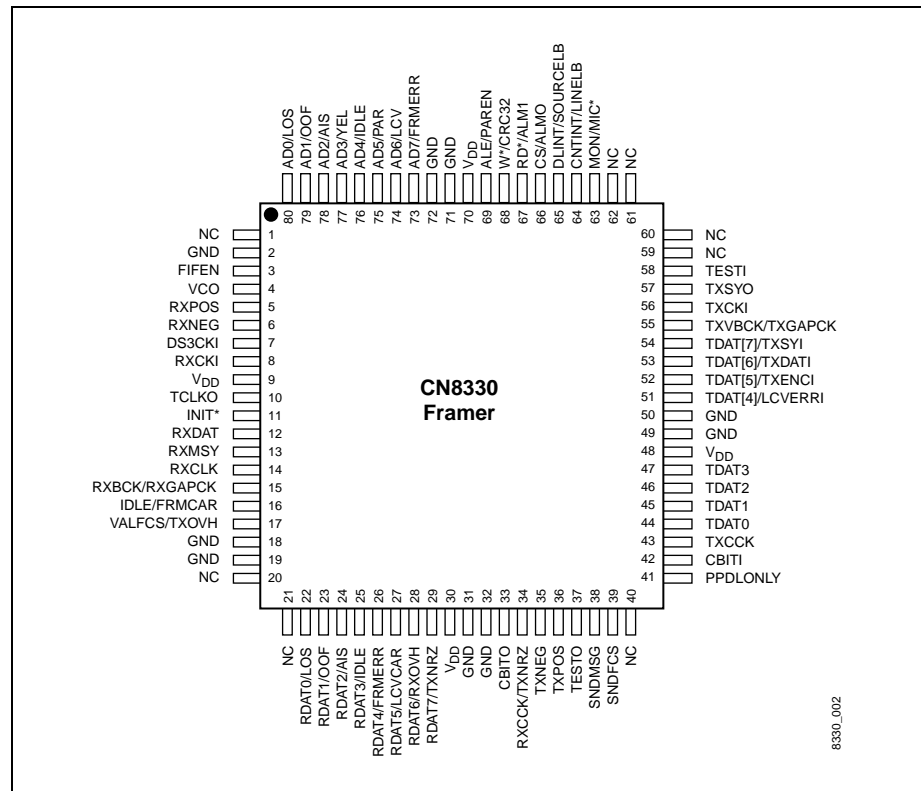 AD0/LOS
AD1/OOF
AD2/AIS
AD3/YEL
AD4/IDLE
AD5/PAR
AD6/LCV
AD7/FRMERR
GND
GND
VDD
ALE/PAREN
W*/CRC32
RD*/ALM1
CS/ALMO
DLINT/SOURCELB
CNTINT/LINELB
MON/MIC*
NC
NC
80 79 78 77 76 75 74 73 72 71 70 69 68 67 66 65 64 63 62 61
NC 1
GND 2
FIFEN 3
VCO 4
RXPOS 5
RXNEG 6
DS3CKI 7
RXCKI 8
VDD 9
TCLKO 10
INIT* 11
RXDAT 12
RXMSY 13
RXCLK 14
RXBCK/RXGAPCK 15
IDLE/FRMCAR 16
VALFCS/TXOVH 17
GND 18
GND 19
NC 20
CN8330
Framer
60 NC
59 NC
58 TESTI
57 TXSYO
56 TXCKI
55 TXVBCK/TXGAPCK
54 TDAT[7]/TXSYI
53 TDAT[6]/TXDATI
52 TDAT[5]/TXENCI
51 TDAT[4]/LCVERRI
50 GND
49 GND
48 VDD
47 TDAT3
46 TDAT2
45 TDAT1
44 TDAT0
43 TXCCK
42 CBITI
41 PPDLONLY
21 22 23 24 25 26 27 28 29 30 31 32 33 34 35 36 37 38 39 40
NC
RDAT0/LOS
RDAT1/OOF
RDAT2/AIS
RDAT3/IDLE
RDAT4/FRMERR
RDAT5/LCVCAR
RDAT6/RXOVH
RDAT7/TXNRZ
VDD
GND
GND
CBITO
RXCCK/TXNRZ
TXNEG
TXPOS
TESTO
SNDMSG
SNDFCS
NC
8330_002